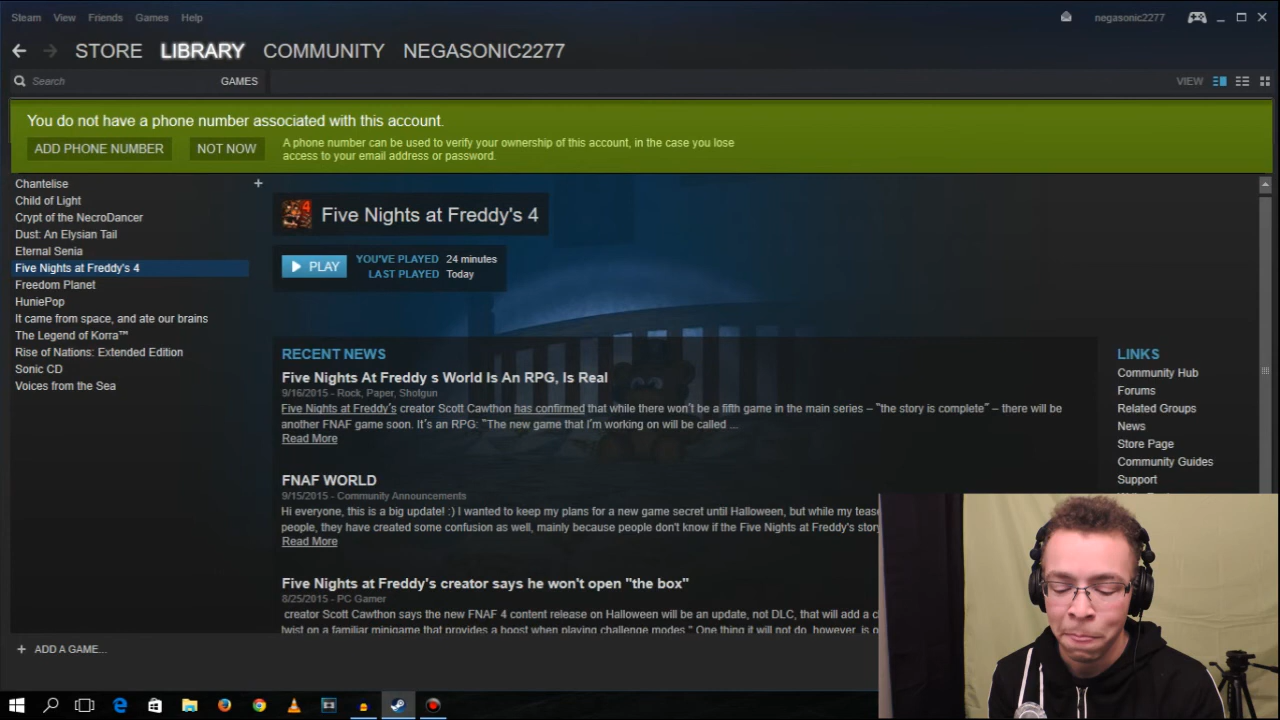 Steam View Friends Games Help
negasonic2277
STORE LIBRARY COMMUNITY NEGASONIC2277
Search GAMES VIEW
You do not have a phone number associated with this account.
ADD PHONE NUMBER NOT NOW
A phone number can be used to verify your ownership of this account, in the case you lose
access to your email address or password.
Chantelise
Child of Light
Crypt of the NecroDancer
Dust: An Elysian Tail
Eternal Senia
Five Nights at Freddy's 4
Freedom Planet
HuniePop
It came from space, and ate our brains
The Legend of Korra™
Rise of Nations: Extended Edition
Sonic CD
Voices from the Sea
+ ADD A GAME...
Five Nights at Freddy's 4
PLAY
YOU'VE PLAYED 24 minutes
LAST PLAYED Today
RECENT NEWS
Five Nights At Freddy s World Is An RPG, Is Real
9/16/2015 - Rock, Paper, Shotgun
Five Nights at Freddy's creator Scott Cawthon has confirmed that while there won't be a fifth game in the main series – "the story is complete" – there will be
another FNAF game soon. It's an RPG: "The new game that I'm working on will be called ...
Read More
FNAF WORLD
9/15/2015 - Community Announcements
Hi everyone, this is a big update! :) I wanted to keep my plans for a new game secret until Halloween, but while my
people, they have created some confusion as well, mainly because people don't know if the Five Nights at Freddy's
Read More
Five Nights at Freddy's creator says he won't open "the box"
8/25/2015 - PC Gamer
creator Scott Cawthon says the new FNAF 4 content release on Halloween will be an update, not DLC, that will add a
twist on a familiar minigame that provides a boost when playing challenge modes." One thing it will not do, however, is
LINKS
Community Hub
Forums
Related Groups
News
Store Page
Community Guides
Support